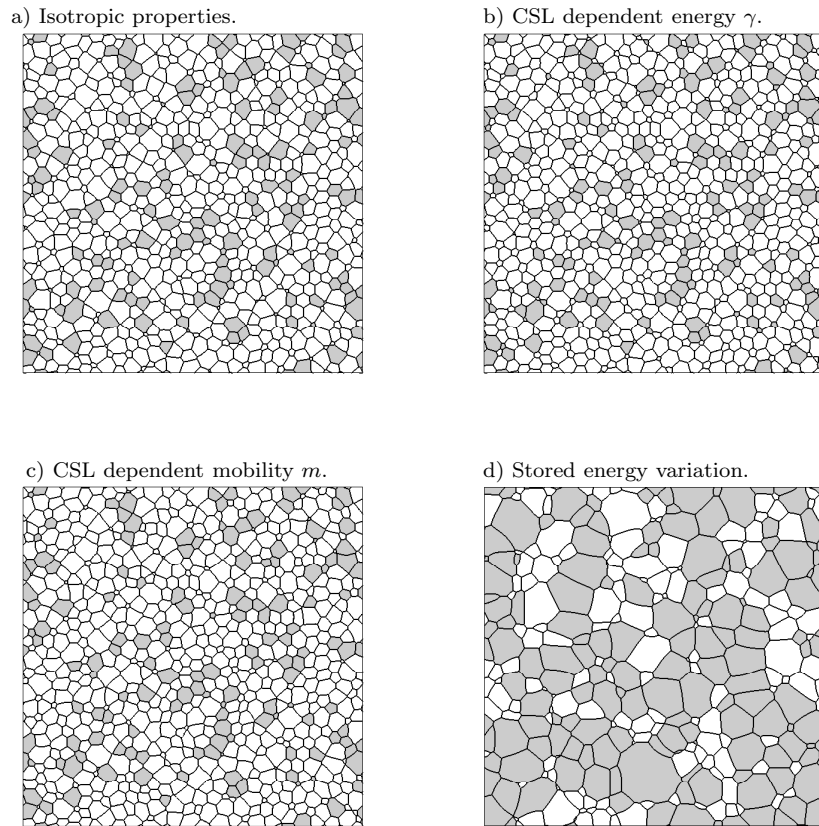 a) Isotropic properties.
b) CSL dependent energy γ.
c) CSL dependent mobility m.
d) Stored energy variation.